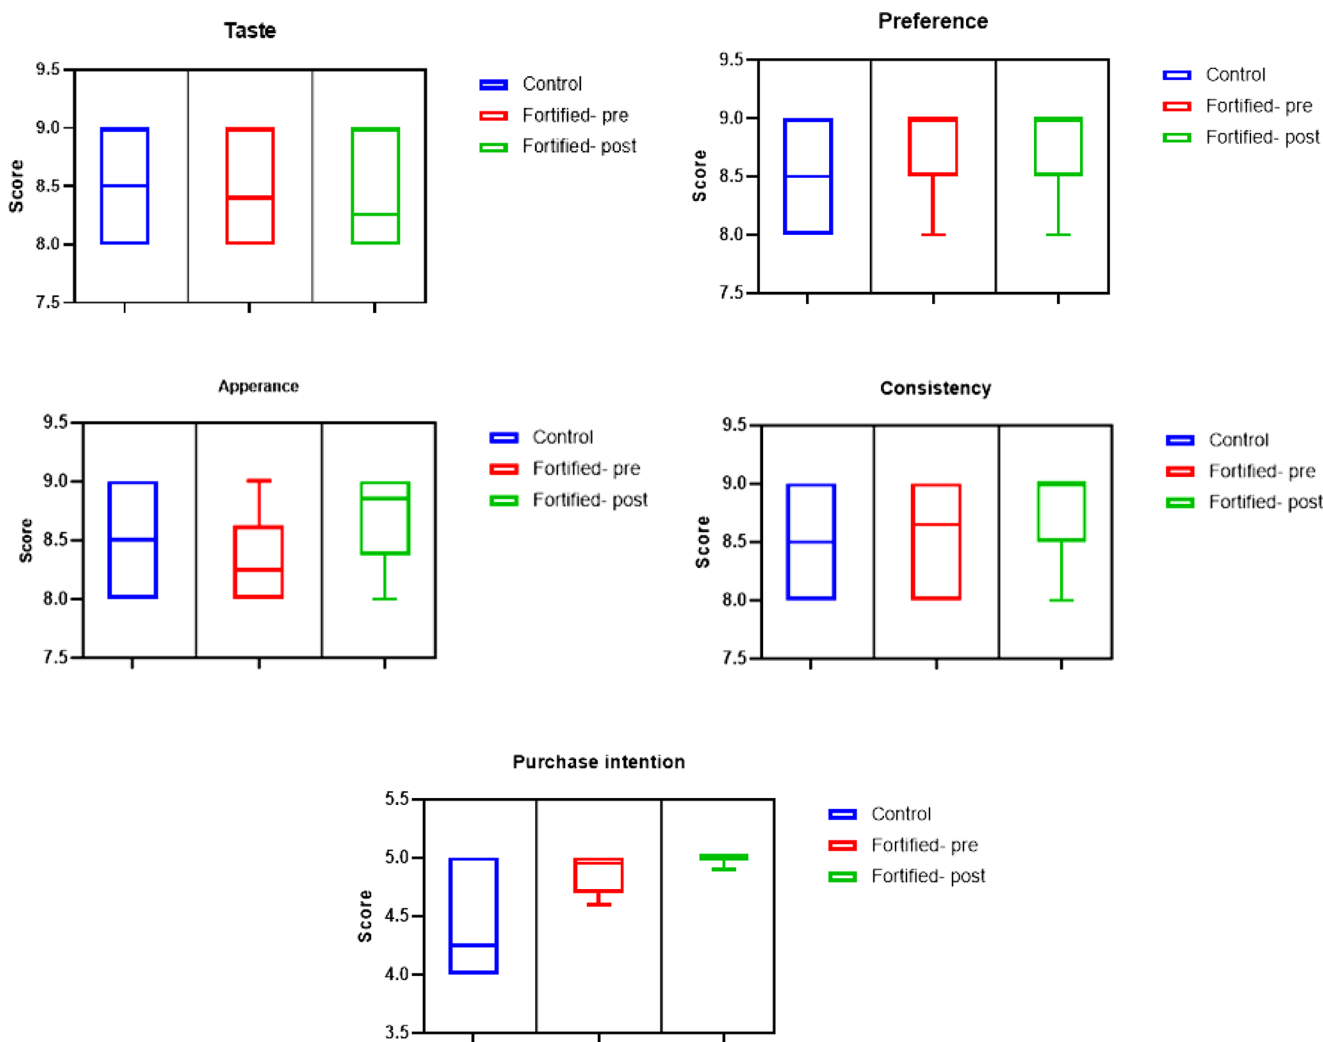 Taste
9.5
9.0
8.5
8.0
7.5
Score
Control
Fortified- pre
Fortified- post
Preference
9.5
9.0
8.5
8.0
7.5
Score
Control
Fortified- pre
Fortified- post
Apperance
9.5
9.0
8.5
8.0
7.5
Score
Control
Fortified- pre
Fortified- post
Consistency
9.5
9.0
8.5
8.0
7.5
Score
Control
Fortified- pre
Fortified- post
Purchase intention
5.5
5.0
4.5
4.0
3.5
Score
Control
Fortified- pre
Fortified- post